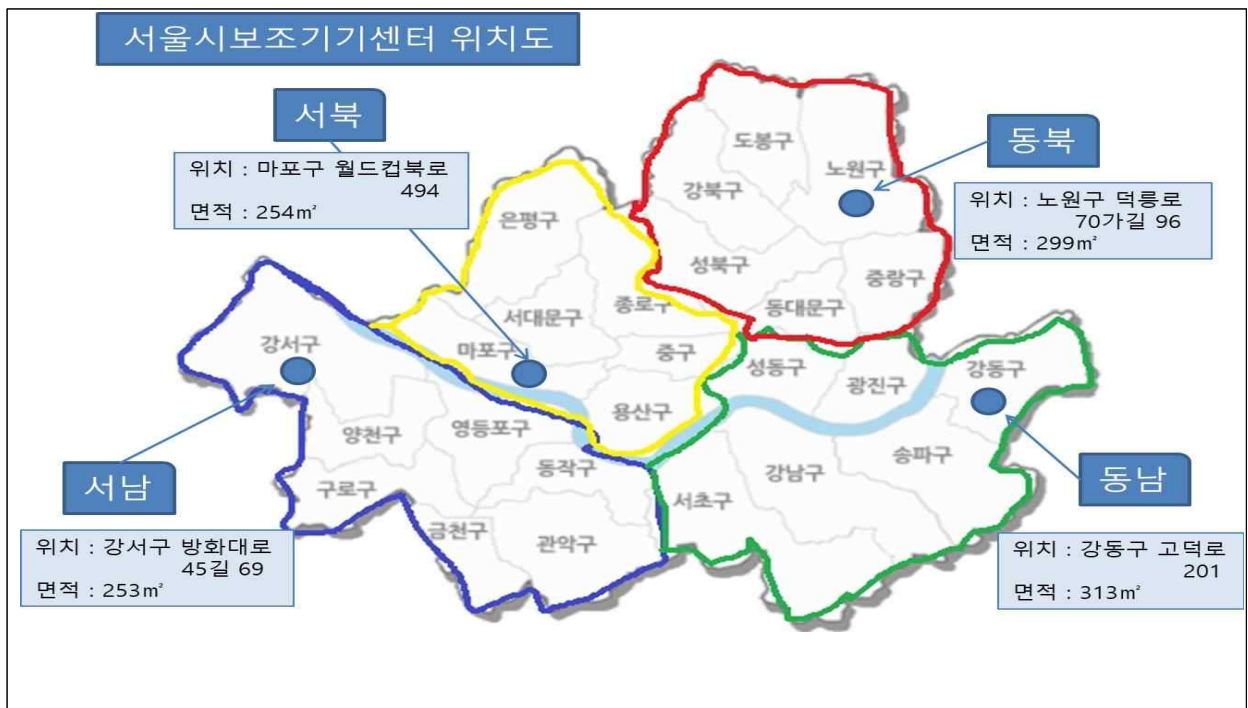 서울시보조기기센터 위치도
서북
위치 : 마포구 월드컵북로
494
면적 : 254㎡
동북
위치 : 노원구 덕릉로
70가길 96
면적 : 299㎡
도봉구
노원구
강북구
은평구
성북구
중랑구
동대문구
종로구
서대문구
마포구
중구
강서구
성동구
광진구
강동구
용산구
양천구
영등포구
동작구
송파구
강남구
서초구
구로구
금천구
관악구
서남
위치 : 강서구 방화대로
45길 69
면적 : 253㎡
동남
위치 : 강동구 고덕로
201
면적 : 313㎡